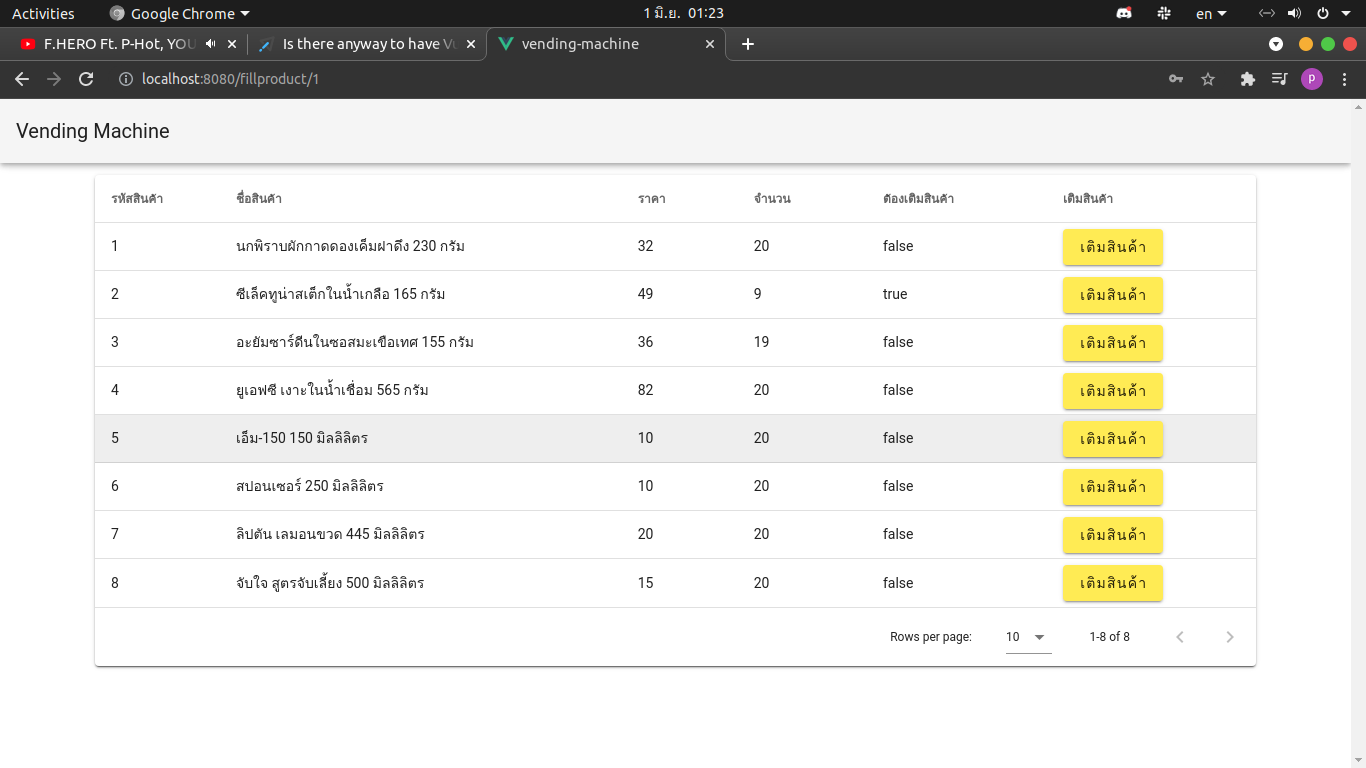 Activities Google Chrome 1 มิ.ย. 01:23 en
F.HERO Ft. P-Hot, YOU Is there anyway to have Vu vending-machine
localhost:8080/fillproduct/1 p
Vending Machine
รหัสสินค้า ชื่อสินค้า ราคา จำนวน ต้องเติมสินค้า เติมสินค้า
1 นกพิราบผักกาดดองเค็มฝาดึง 230 กรัม 32 20 false เติมสินค้า
2 ซีเล็คทูน่าสเต็กในน้ำเกลือ 165 กรัม 49 9 true เติมสินค้า
3 อะยัมซาร์ดีนในซอสมะเขือเทศ 155 กรัม 36 19 false เติมสินค้า
4 ยูเอฟซี เงาะในน้ำเชื่อม 565 กรัม 82 20 false เติมสินค้า
5 เอ็ม-150 150 มิลลิลิตร 10 20 false เติมสินค้า
6 สปอนเซอร์ 250 มิลลิลิตร 10 20 false เติมสินค้า
7 ลิปตัน เลมอนขวด 445 มิลลิลิตร 20 20 false เติมสินค้า
8 จับใจ สูตรจับเลี้ยง 500 มิลลิลิตร 15 20 false เติมสินค้า
Rows per page: 10 1-8 of 8